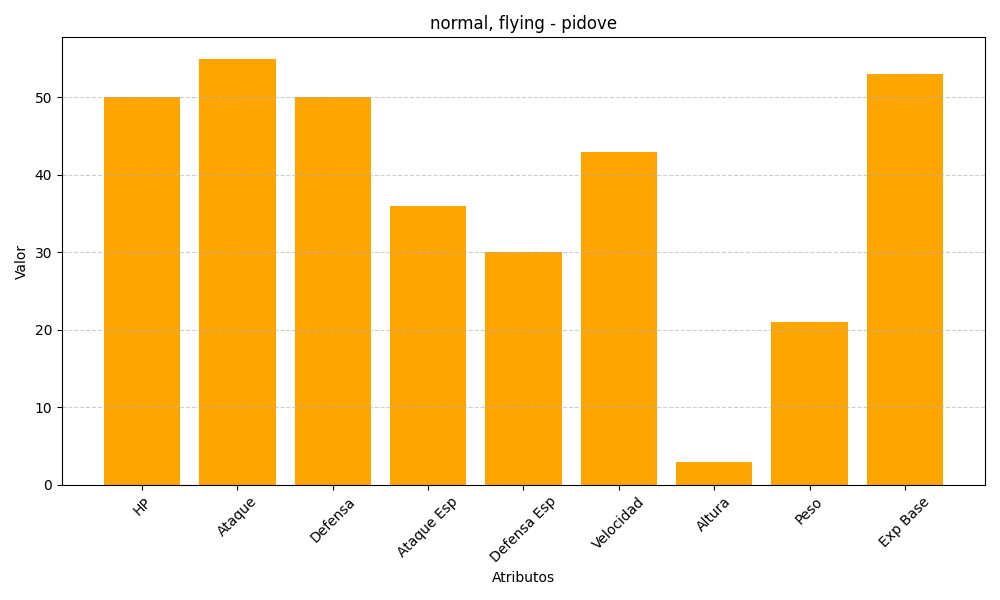 normal, flying - pidove
Valor
50
40
30
20
10
0
HP
Ataque
Defensa
Ataque Esp
Defensa Esp
Velocidad
Altura
Peso
Exp Base
Atributos